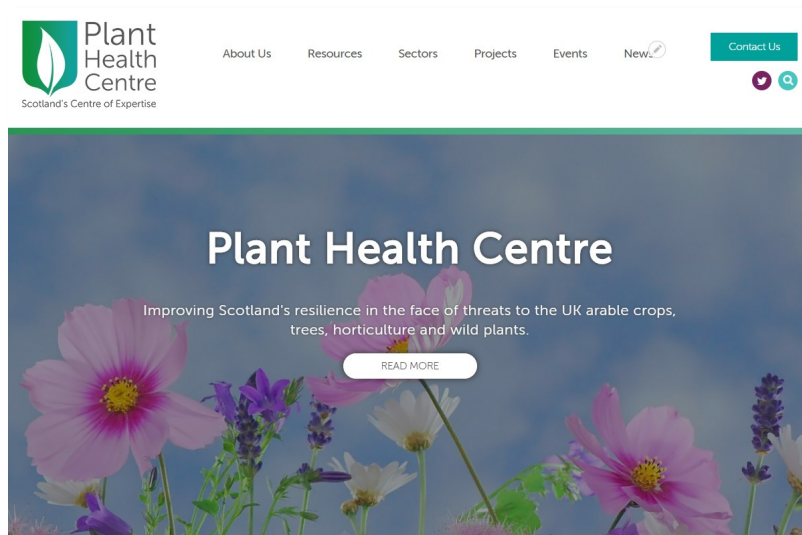 Plant
Health
Centre
Scotland's Centre of Expertise
About Us
Resources
Sectors
Projects
Events
News
Contact Us
Plant Health Centre
Improving Scotland's resilience in the face of threats to the UK arable crops,
trees, horticulture and wild plants.
READ MORE